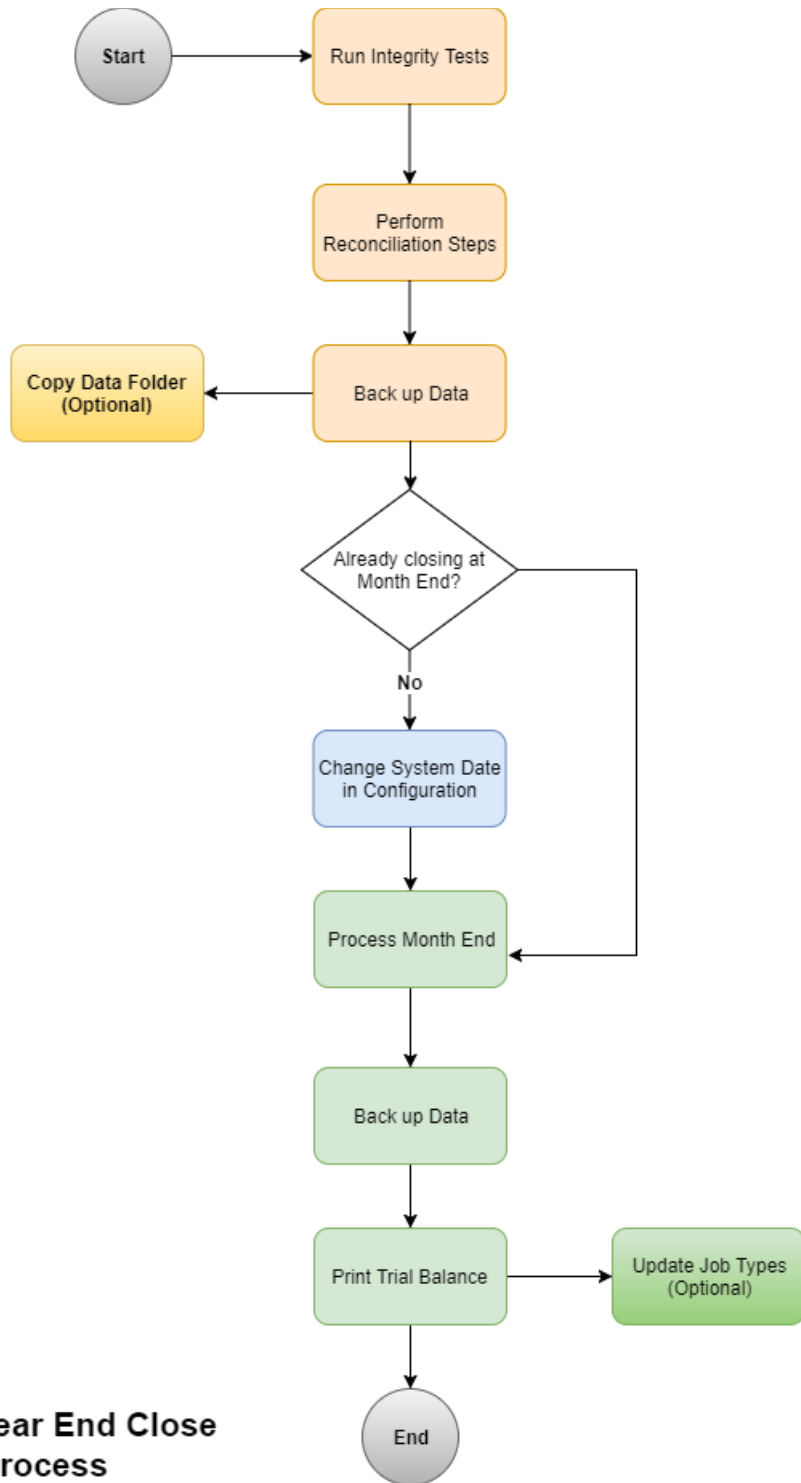 Start
Run Integrity Tests
Perform
Reconciliation Steps
Copy Data Folder
(Optional)
Back up Data
Already closing at
Month End?
No
Change System Date
in Configuration
Process Month End
Back up Data
Print Trial Balance
Update Job Types
(Optional)
End
ear End Close
rocess